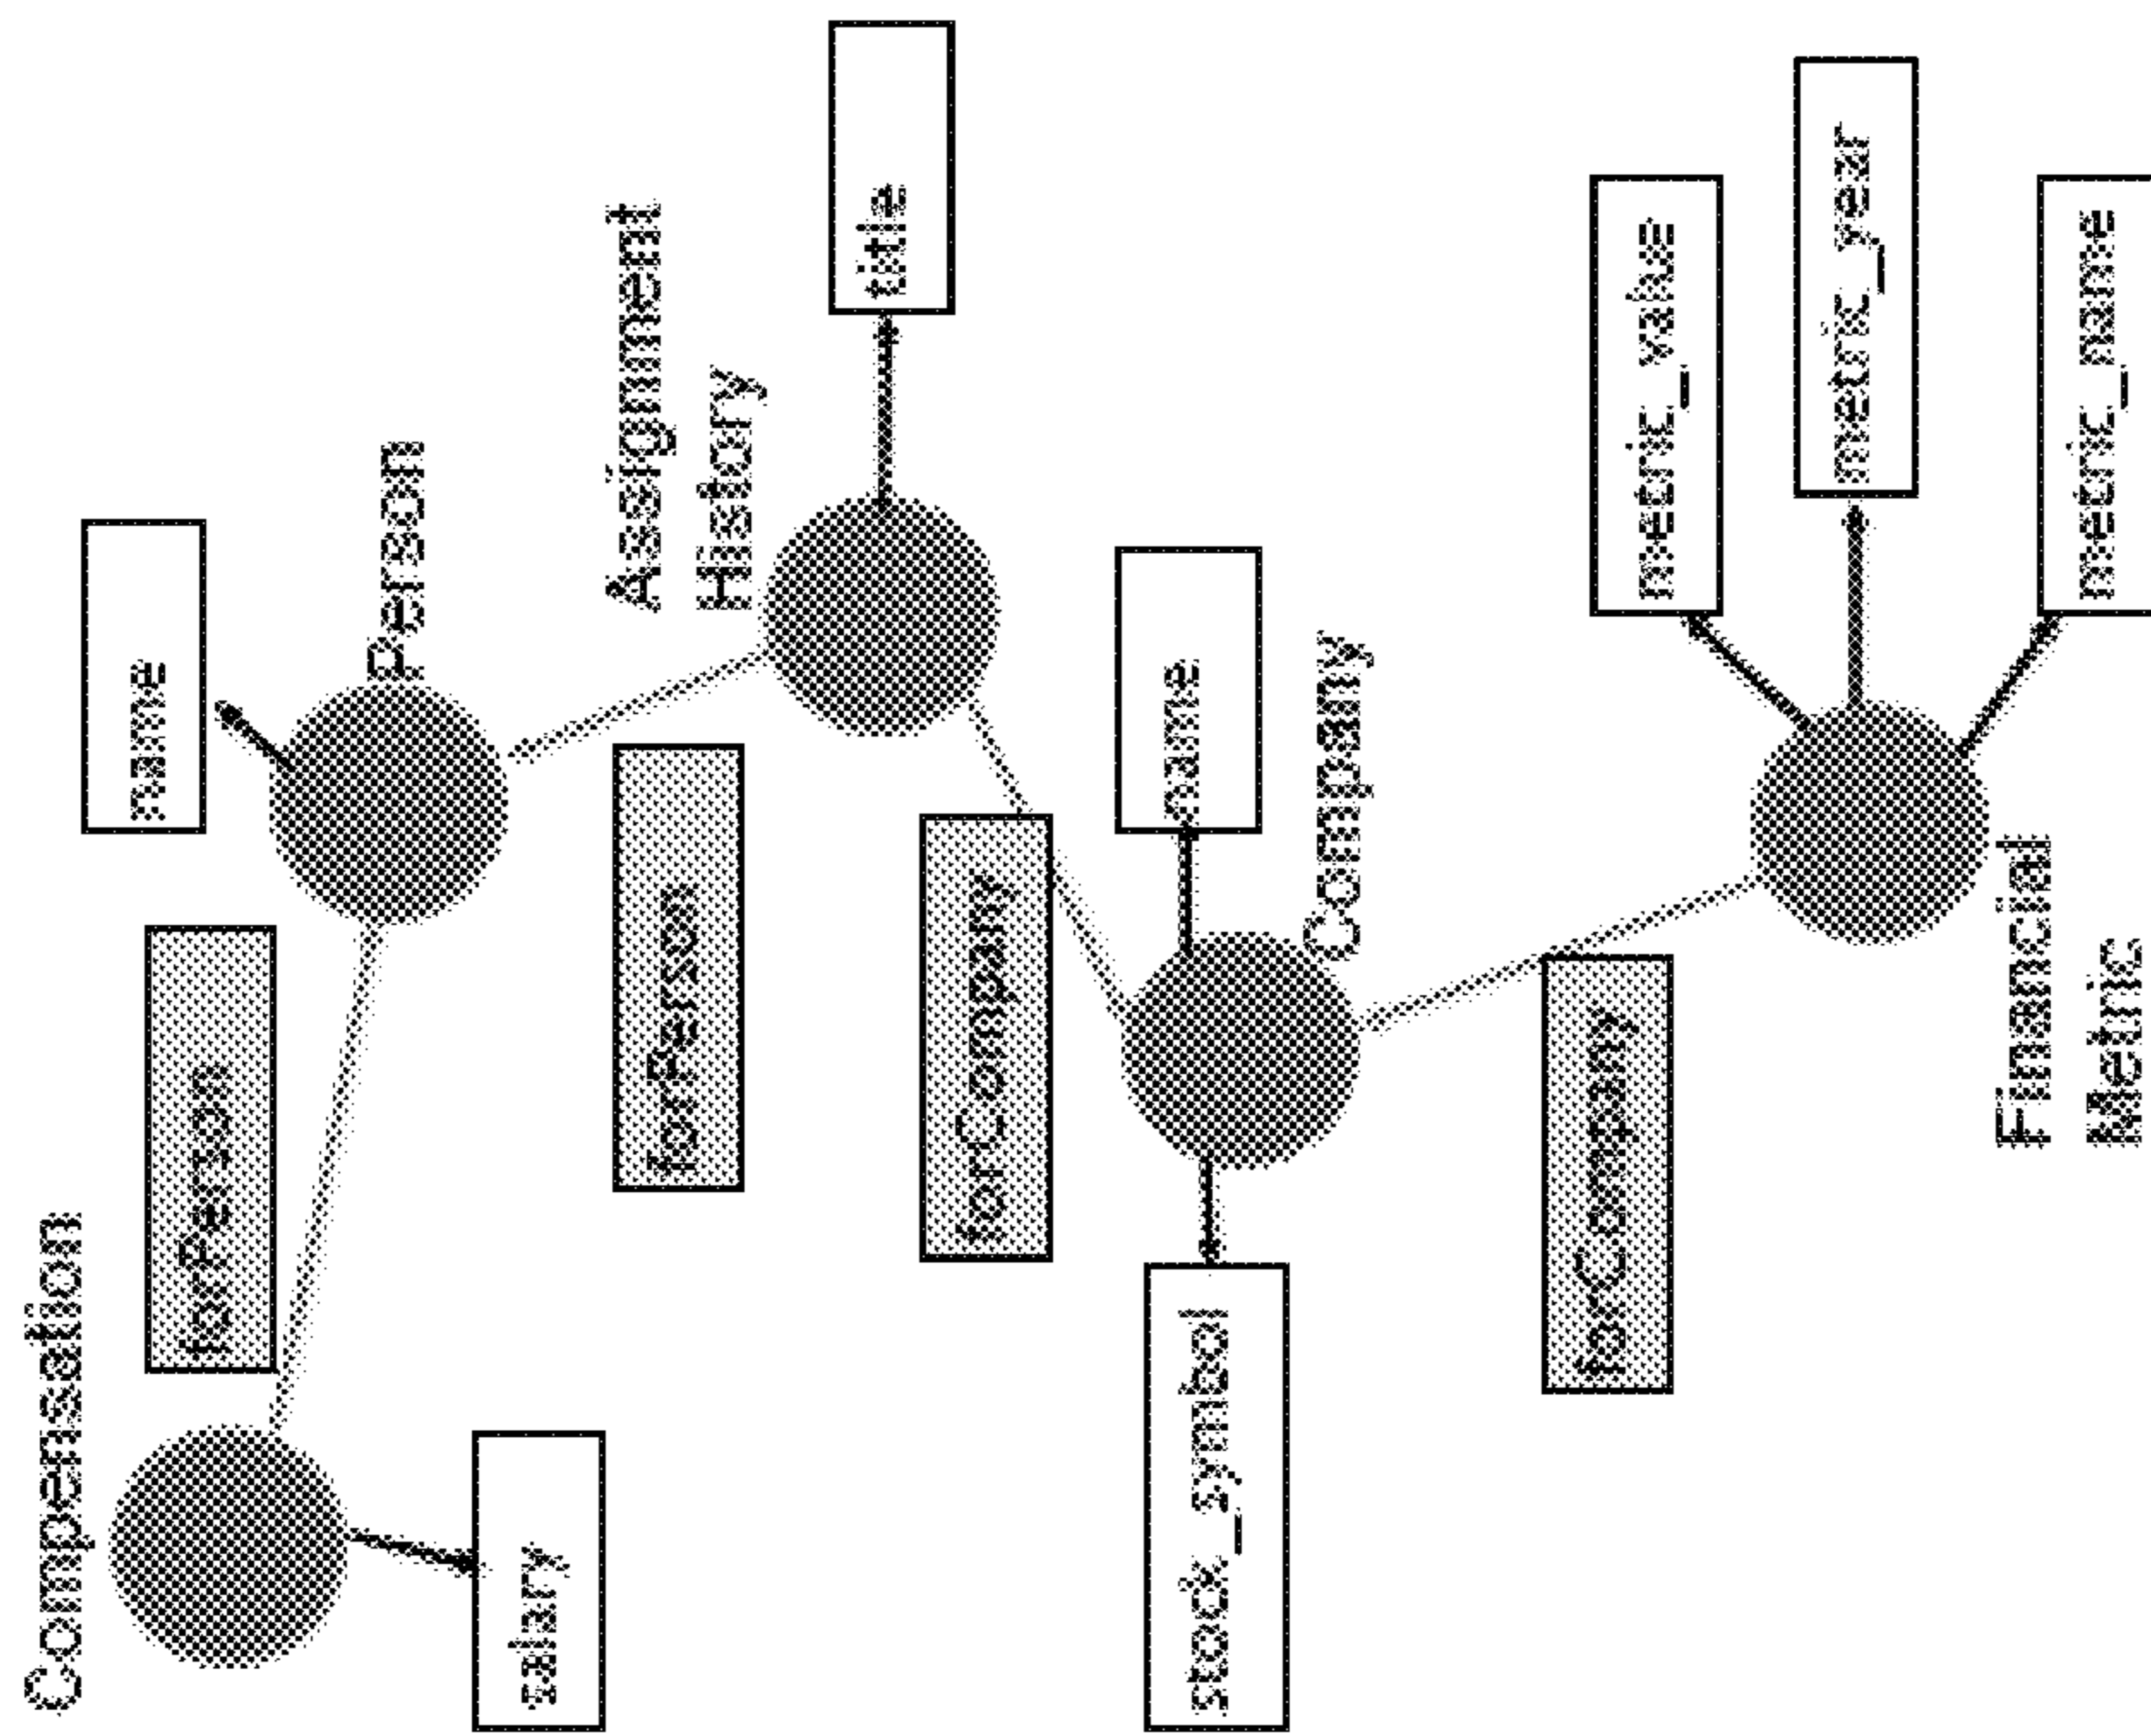 Compensation
forPerson
name
Person
salary
forPerson
Assignment
History
title
forCompany
name
stock_symbol
Company
forCompany
metric_value
metric_year
Financial
Metric
metric_name